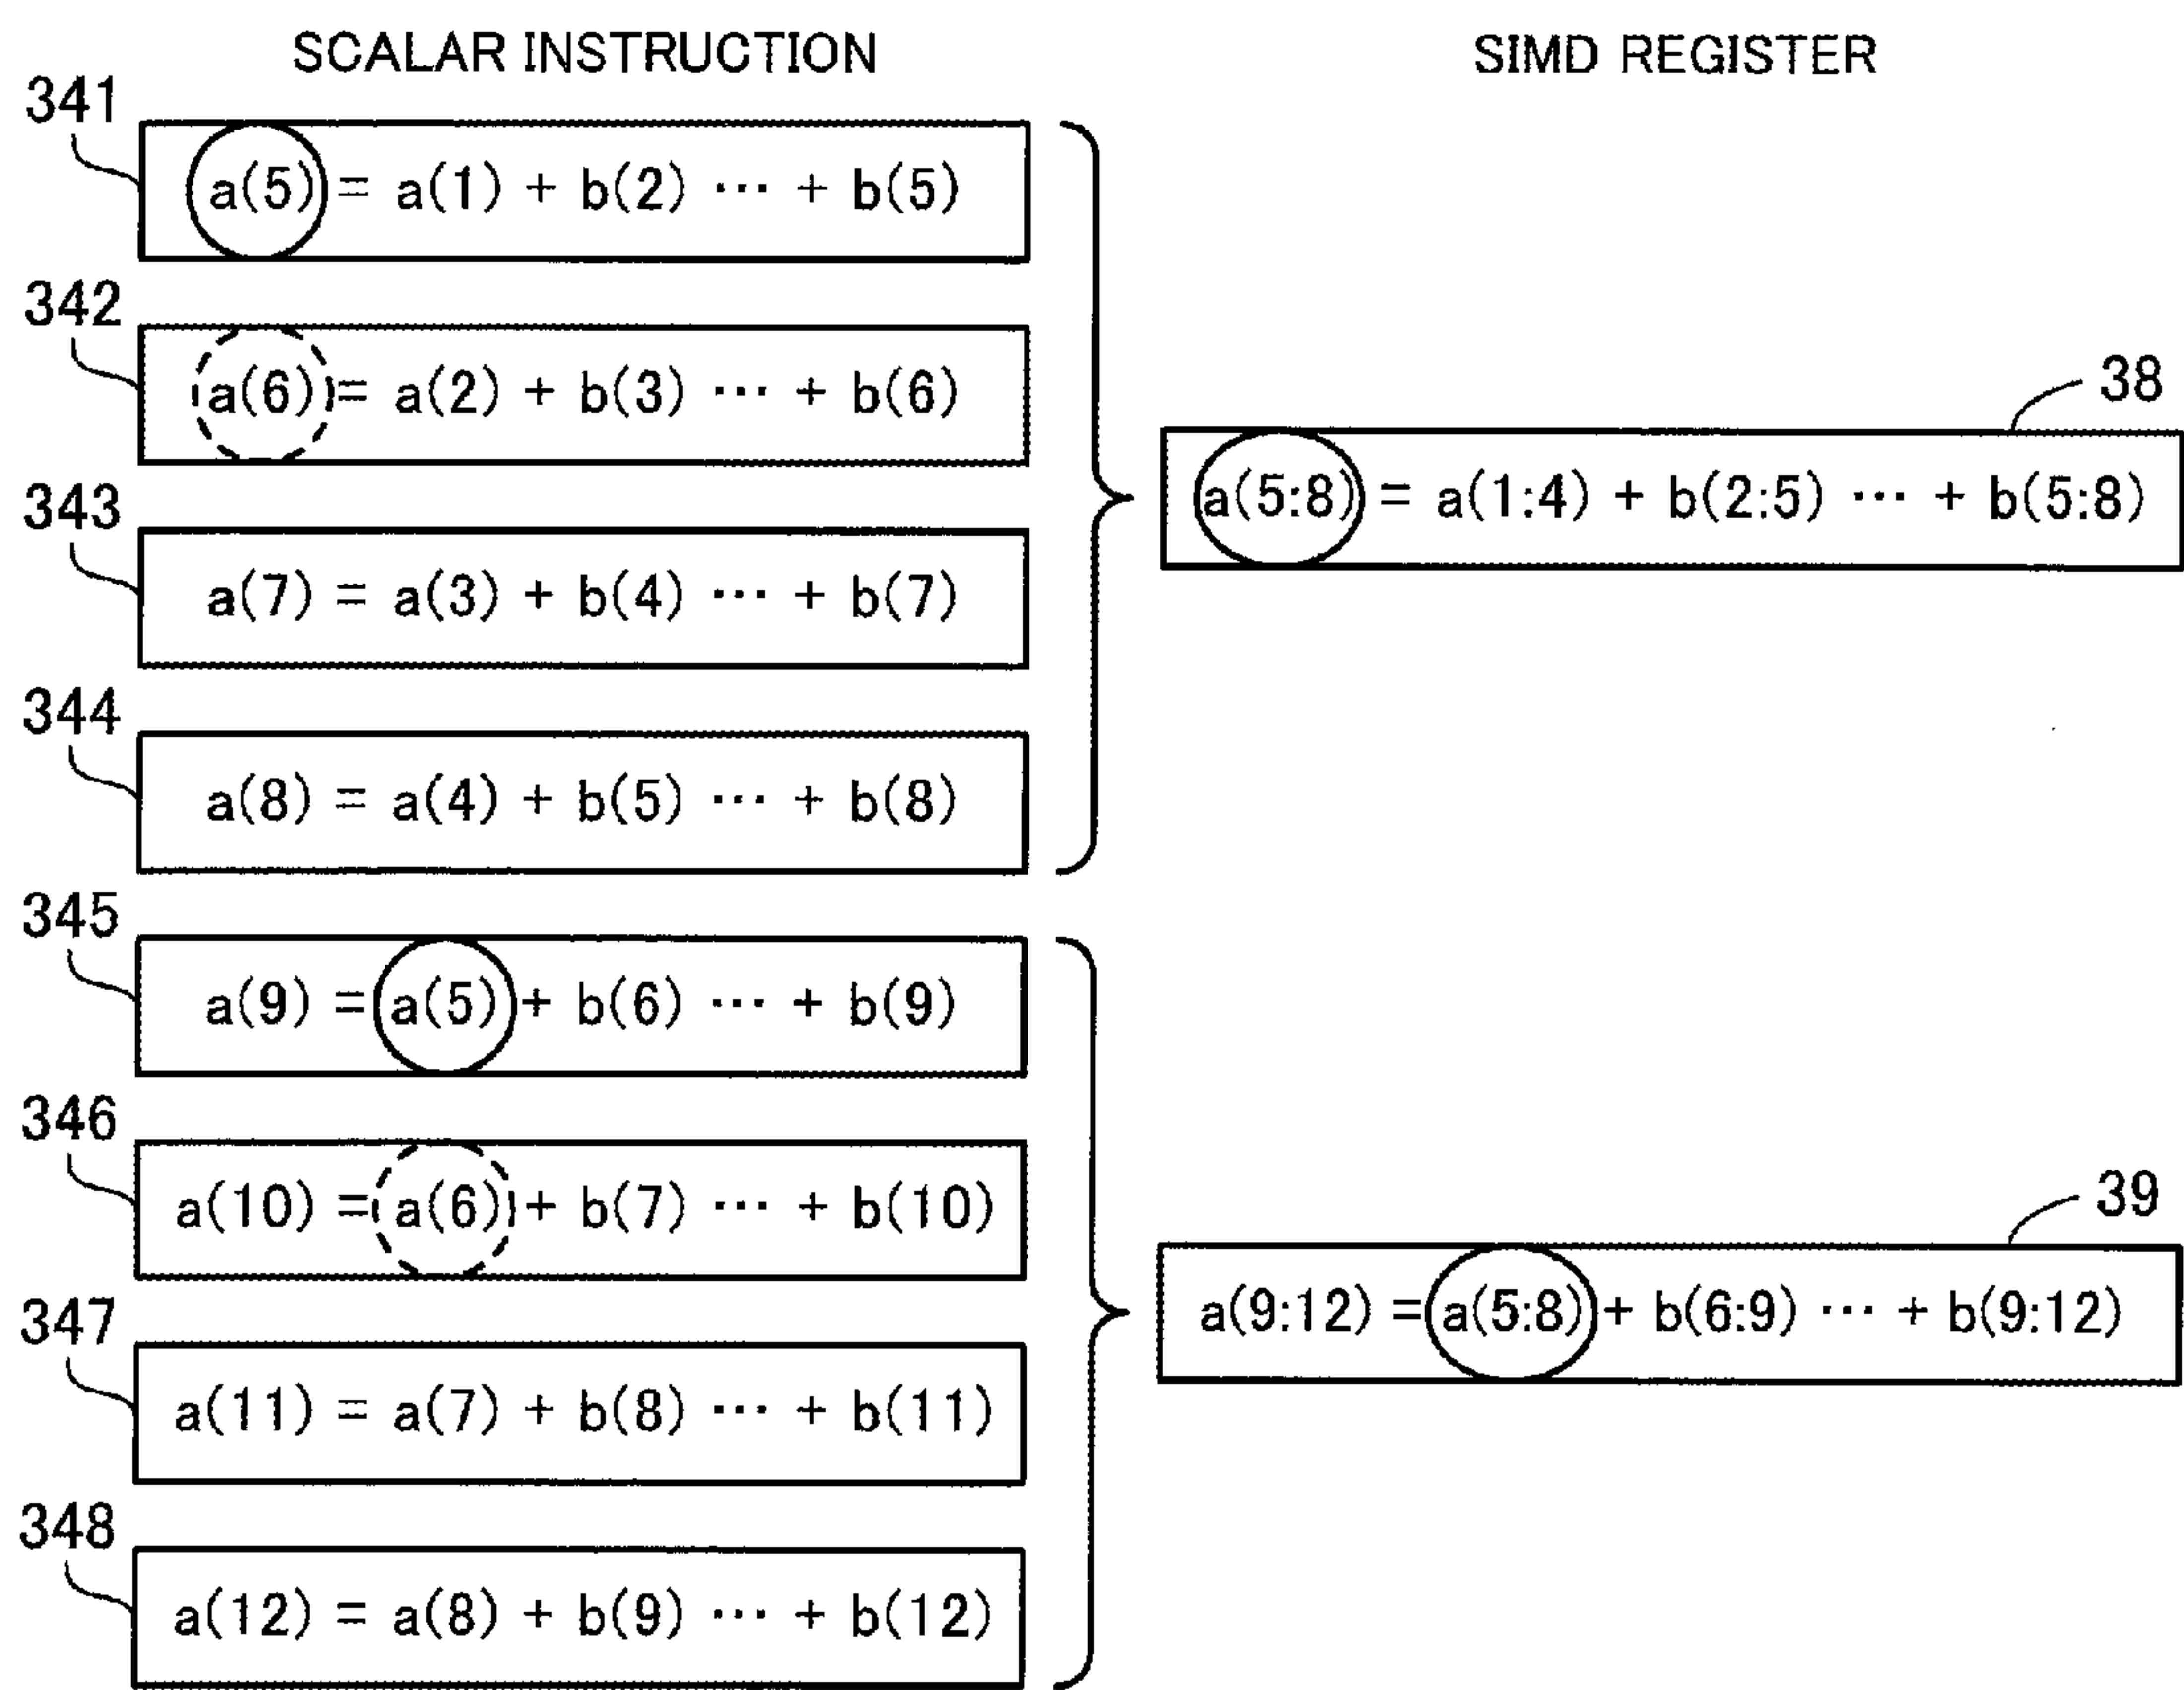 SCALAR INSTRUCTION
341
a(5) = a(1) + b(2) ··· + b(5)
342
a(6) = a(2) + b(3) ··· + b(6)
343
a(7) = a(3) + b(4) ··· + b(7)
344
a(8) = a(4) + b(5) ··· + b(8)
345
a(9) = a(5) + b(6) ··· + b(9)
346
a(10) = a(6) + b(7) ··· + b(10)
347
a(11) = a(7) + b(8) ··· + b(11)
348
a(12) = a(8) + b(9) ··· + b(12)
SIMD REGISTER
38
a(5:8) = a(1:4) + b(2:5) ··· + b(5:8)
39
a(9:12) = a(5:8) + b(6:9) ··· + b(9:12)